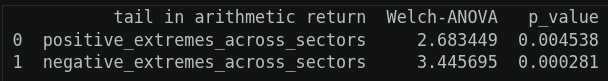 tail in arithmetic return Welch-ANOVA p_value
0 positive_extremes_across_sectors 2.683449 0.004538
1 negative_extremes_across_sectors 3.445695 0.000281